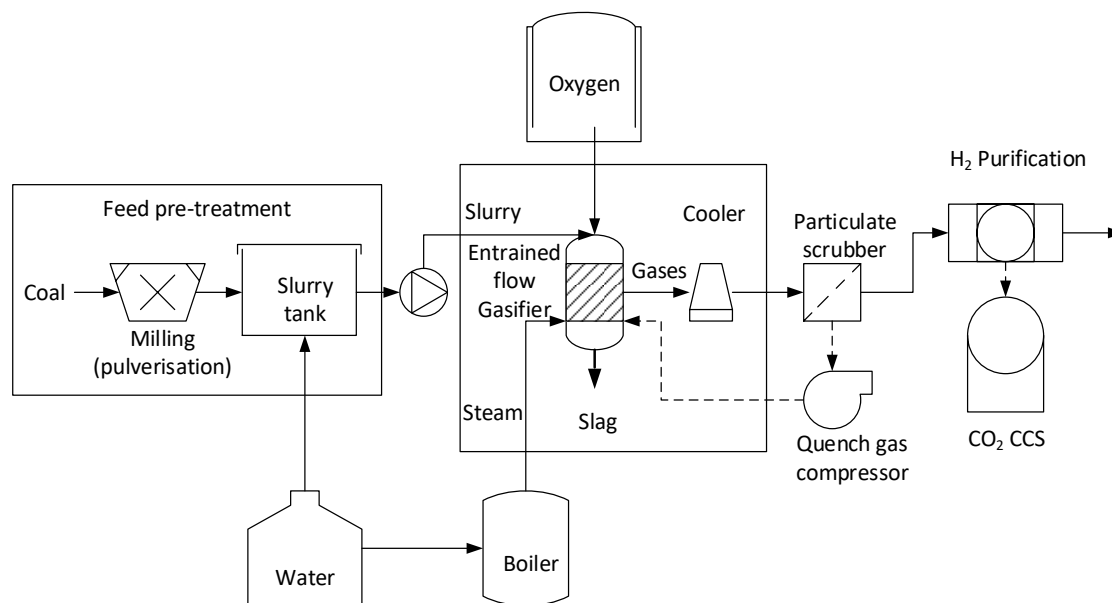 Oxygen
H₂ Purification
Feed pre-treatment
Slurry
Cooler
Particulate
scrubber
Entrained
flow
Gasifier
Gases
Coal
Slurry
tank
Milling
(pulverisation)
Steam
Slag
Quench gas
compressor
CO₂ CCS
Water
Boiler